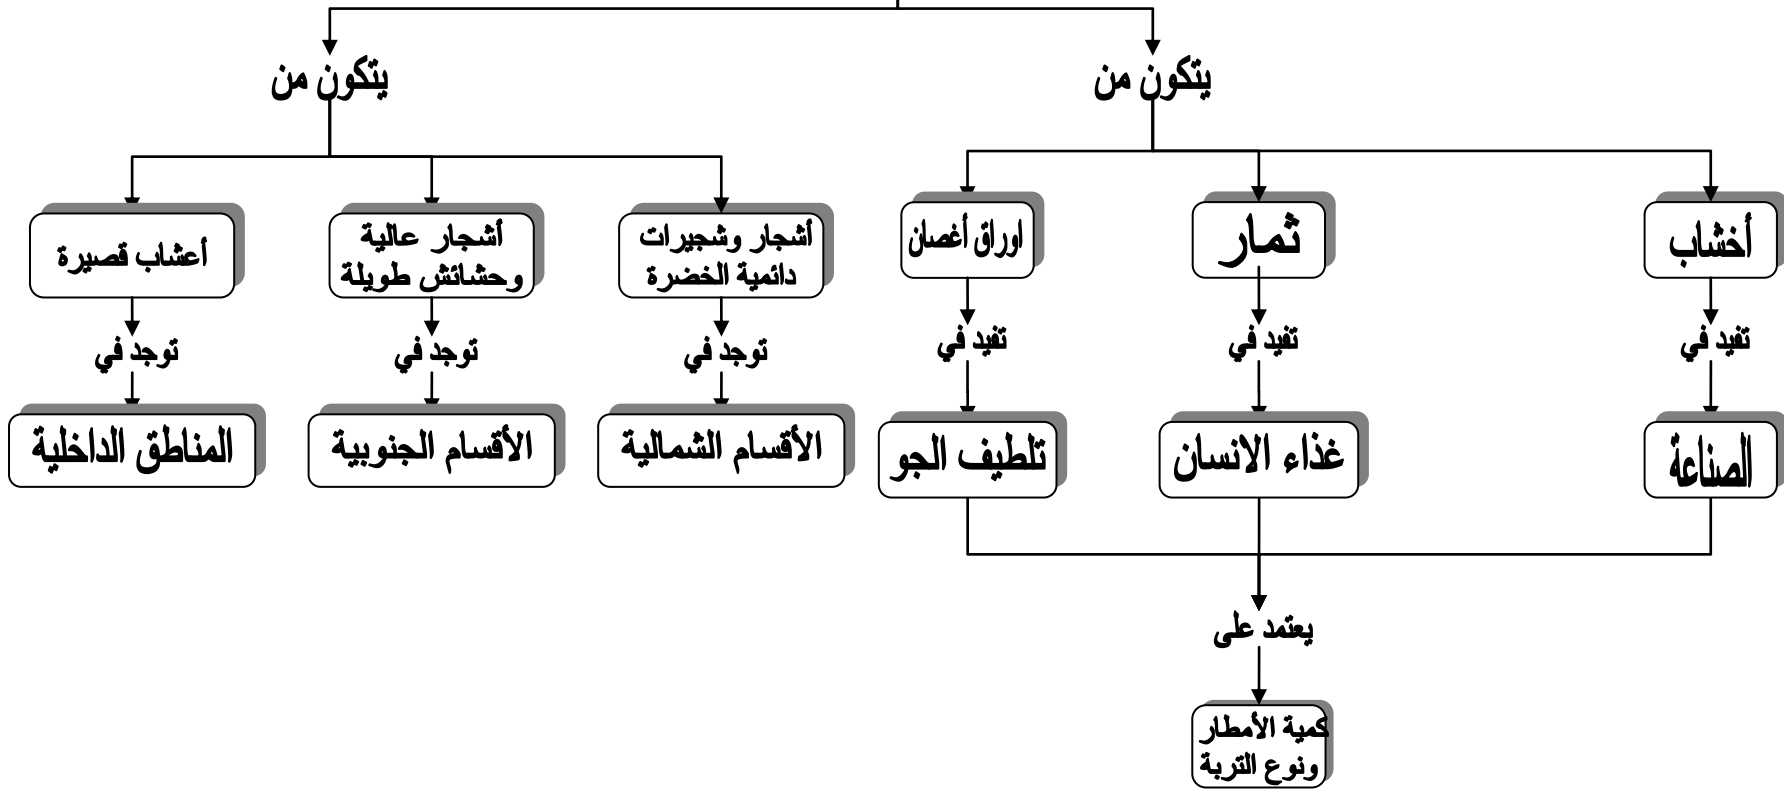 يتكون من
يتكون من
أخشاب
ثمار
اوراق أغصان
أشجار وشجيرات
دائمية الخضرة
أشجار عالية
وحشائش طويلة
أعشاب قصيرة
تفيد في
تفيد في
تفيد في
توجد في
توجد في
توجد في
الصناعة
غذاء الانسان
تلطيف الجو
الأقسام الشمالية
الأقسام الجنوبية
المناطق الداخلية
يعتمد على
كمية الأمطار
ونوع التربة